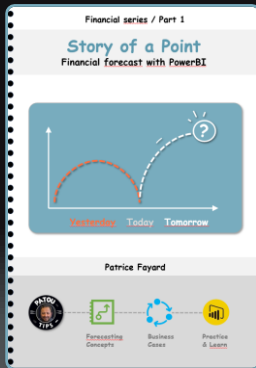 Financial series / Part 1
Story of a Point
Financial forecast with PowerBI
?
Yesterday Today Tomorrow
Patrice Fayard
PATOU
TIPS
Forecasting
Concepts
Business
Cases
Practice
& Learn